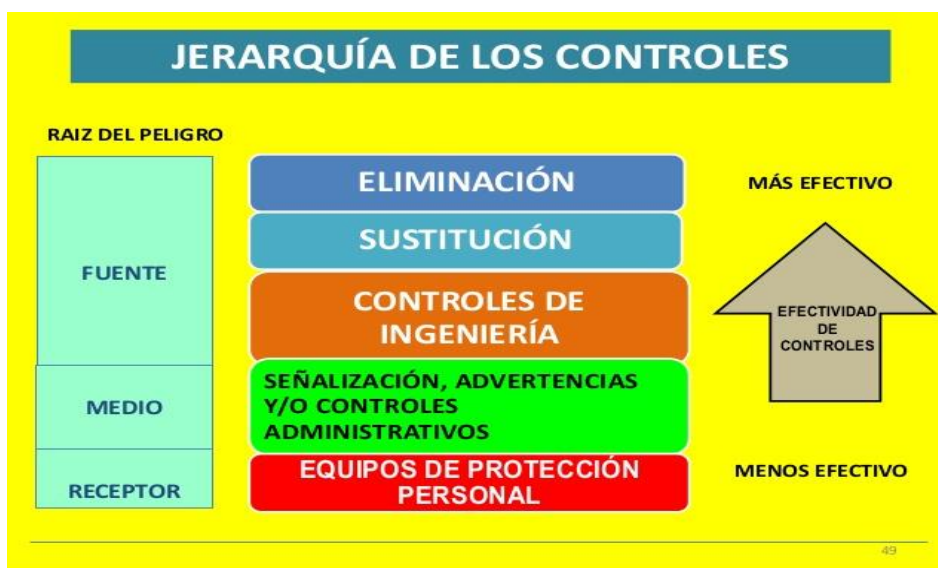 JERARQUÍA DE LOS CONTROLES
RAIZ DEL PELIGRO
FUENTE
MEDIO
RECEPTOR
ELIMINACIÓN
SUSTITUCIÓN
CONTROLES DE
INGENIERÍA
SEÑALIZACIÓN, ADVERTENCIAS
Y/O CONTROLES
ADMINISTRATIVOS
EQUIPOS DE PROTECCIÓN
PERSONAL
MÁS EFECTIVO
EFECTIVIDAD
DE
CONTROLES
MENOS EFECTIVO
49